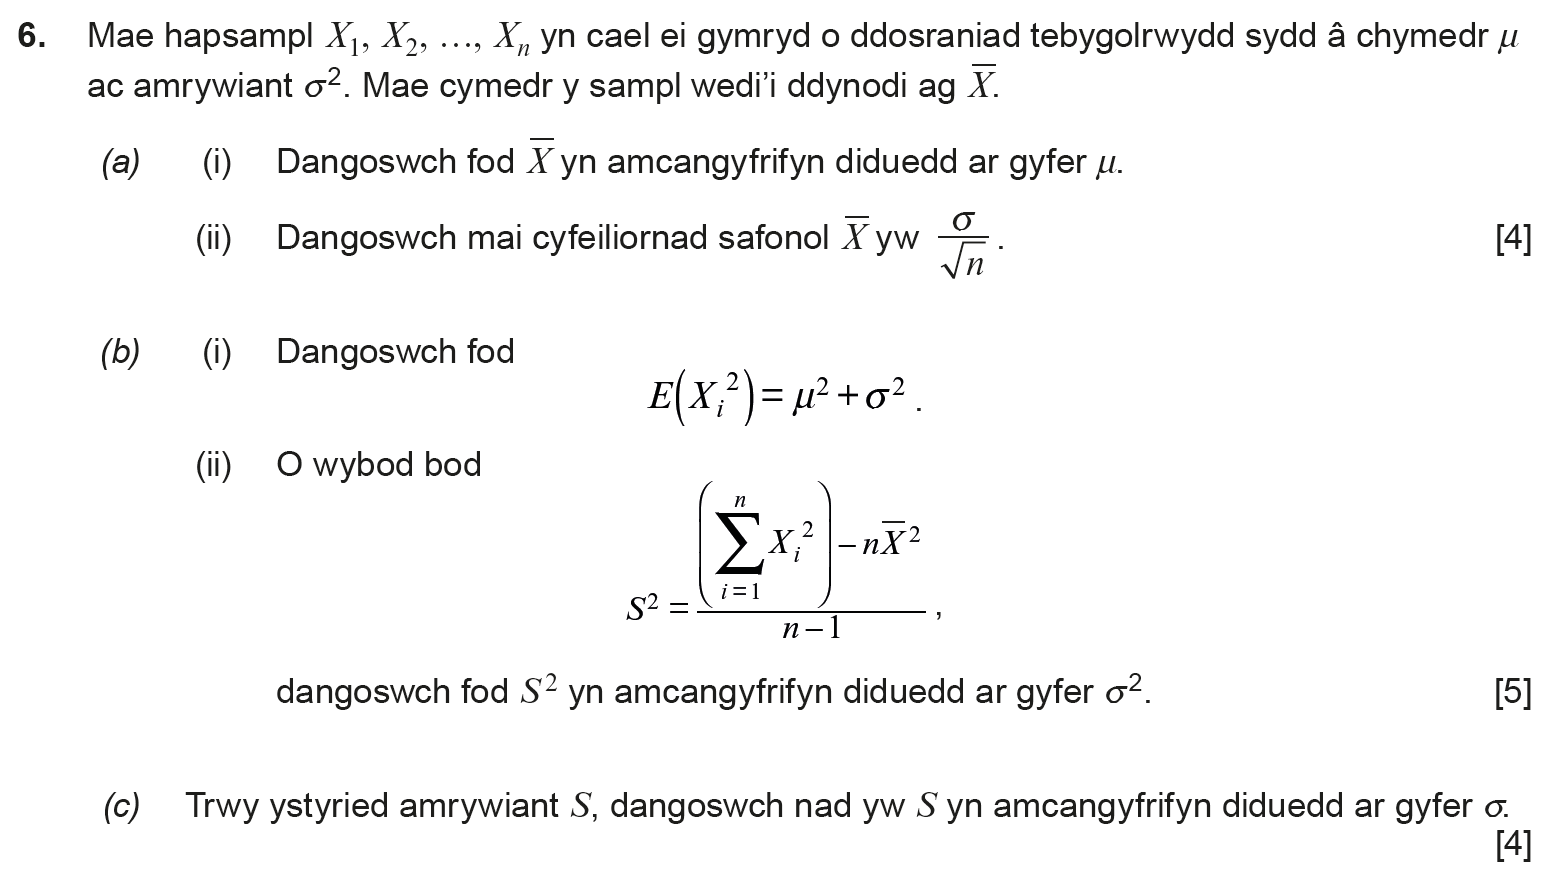 6. Mae hapsampl X₁, X₂, …, Xₙ yn cael ei gymryd o ddosraniad tebygolrwydd sydd â chymedr μ
ac amrywiant σ². Mae cymedr y sampl wedi’i ddynodi ag X̅.
(a) (i) Dangoswch fod X̅ yn amcangyfrifyn diduedd ar gyfer μ.
(ii) Dangoswch mai cyfeiliornad safonol X̅ yw σ/√n. [4]
(b) (i) Dangoswch fod
E(Xᵢ²) = μ² + σ².
(ii) O wybod bod
S² = ((∑ᵢ₌₁ⁿ Xᵢ²) – nX̅²)/(n – 1),
dangoswch fod S² yn amcangyfrifyn diduedd ar gyfer σ². [5]
(c) Trwy ystyried amrywiant S, dangoswch nad yw S yn amcangyfrifyn diduedd ar gyfer σ.
[4]